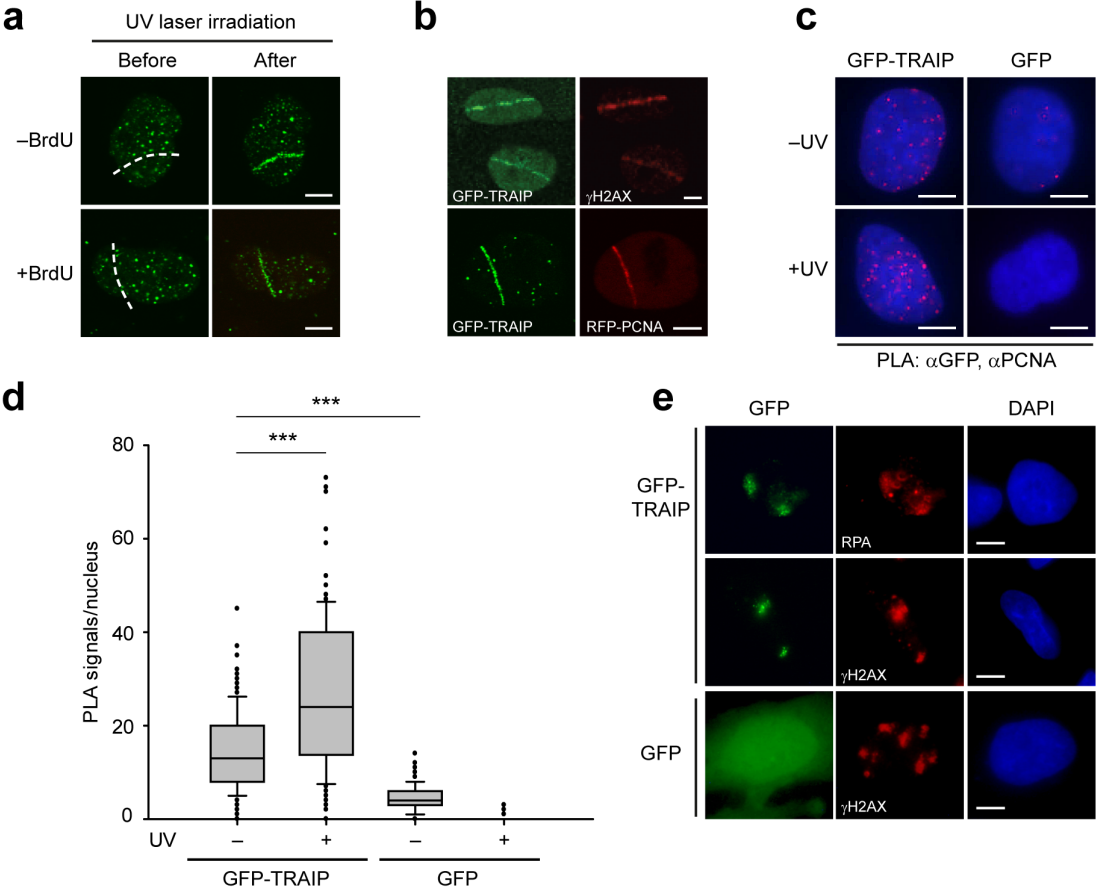 a
UV laser irradiation
Before
After
–BrdU
+BrdU
b
GFP-TRAIP
γH2AX
GFP-TRAIP
RFP-PCNA
c
GFP-TRAIP
GFP
–UV
+UV
PLA: αGFP, αPCNA
d
***
***
80
60
40
20
0
PLA signals/nucleus
UV – + – +
GFP-TRAIP
GFP
e
GFP
DAPI
GFP-
TRAIP
RPA
γH2AX
GFP
γH2AX